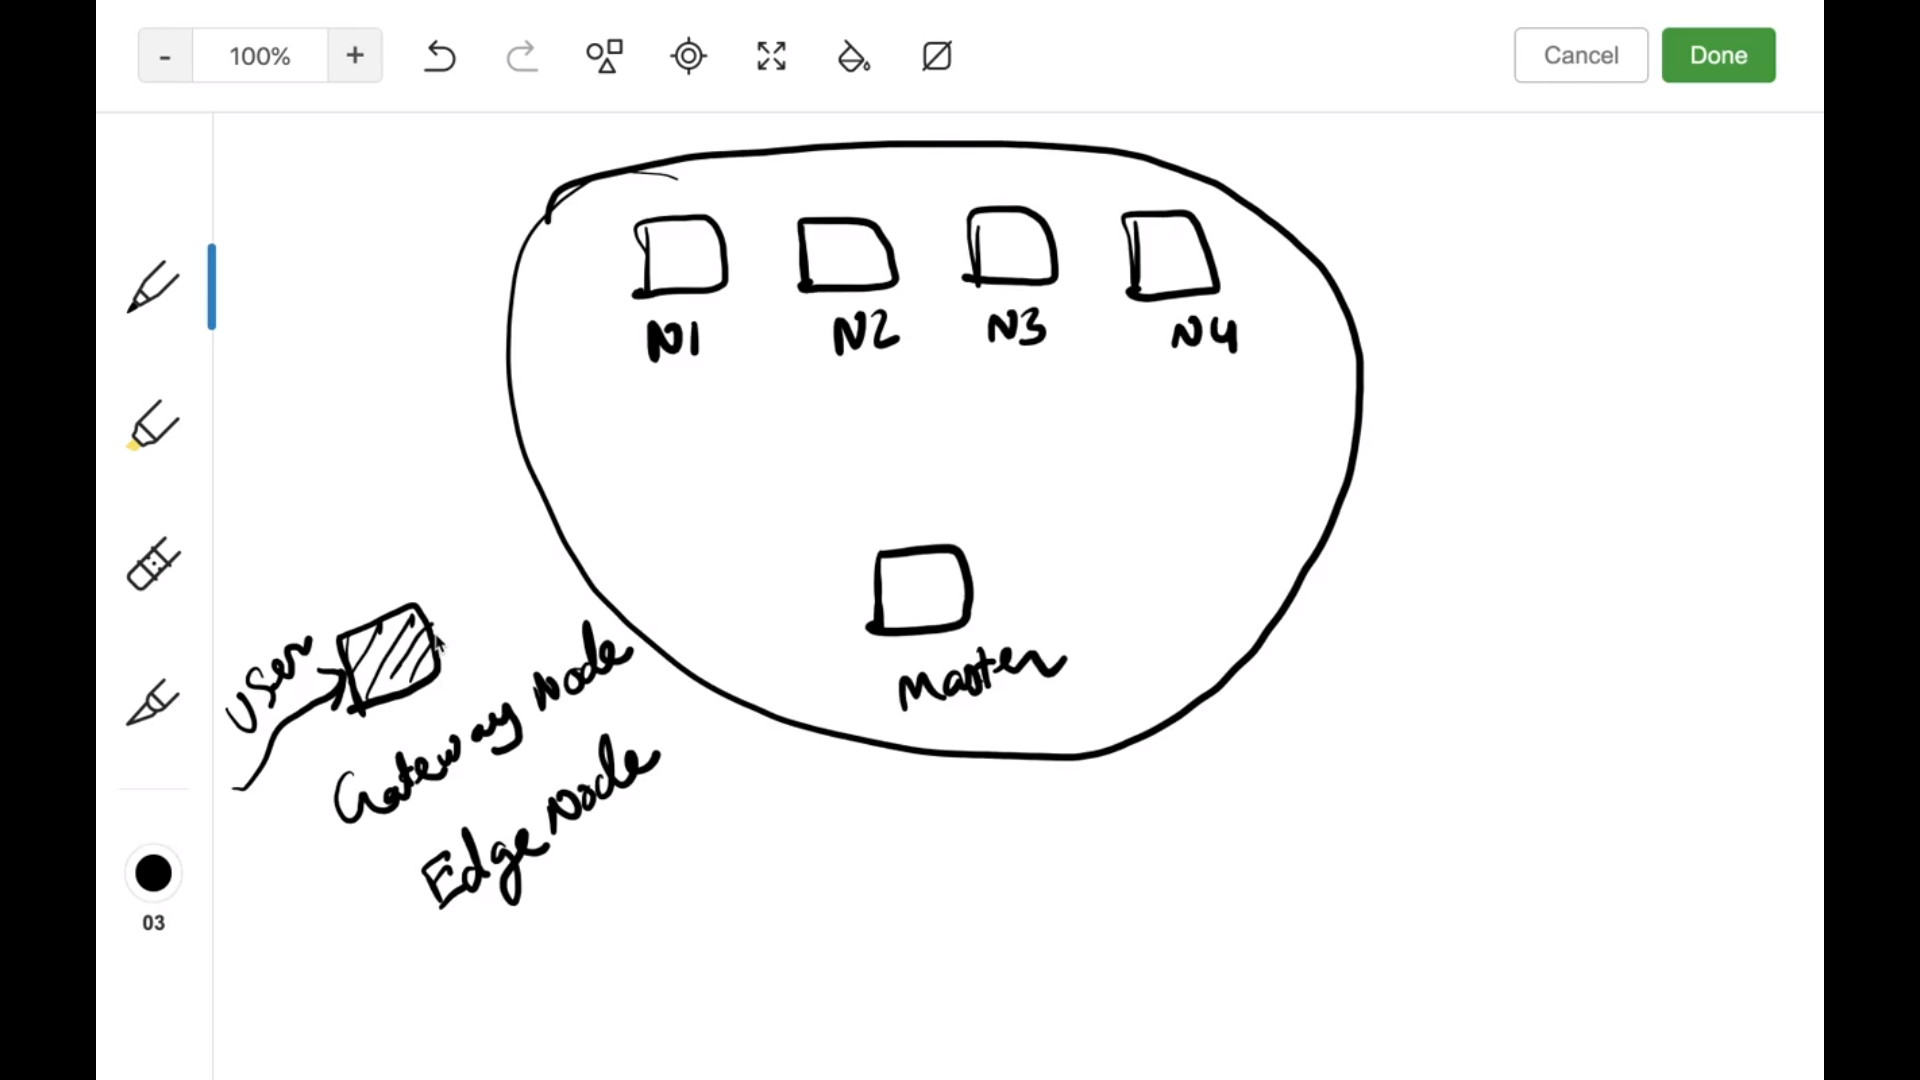 - 100% +
Cancel
Done
N1 N2 N3 N4
Master
User
Gateway Node
Edge Node
03